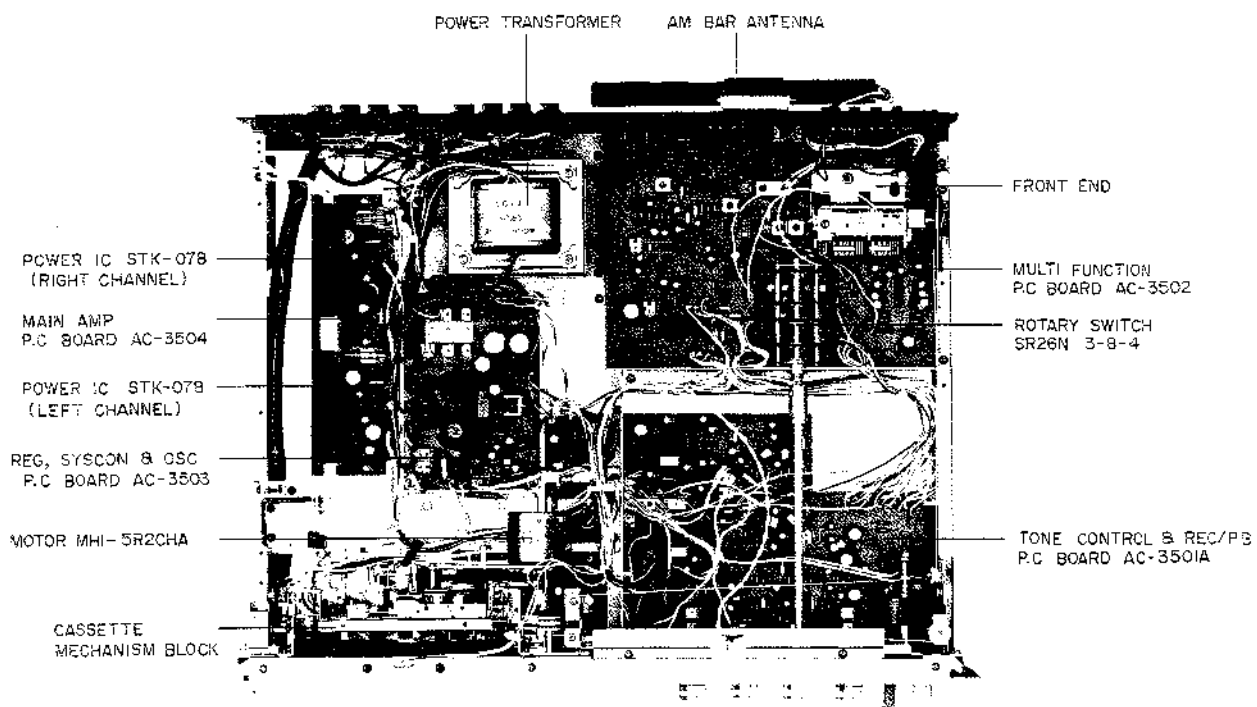 POWER TRANSFORMER
AM BAR ANTENNA
FRONT END
POWER IC STK-078
(RIGHT CHANNEL)
MULTI FUNCTION
P.C BOARD AC-3502
MAIN AMP
P.C BOARD AC-3504
ROTARY SWITCH
SR26N 3-8-4
POWER IC STK-078
(LEFT CHANNEL)
REG, SYSCON & OSC
P.C BOARD AC-3503
MOTOR MHI-5R2CHA
TONE CONTROL & REC/PB
P.C BOARD AC-3501A
CASSETTE
MECHANISM BLOCK